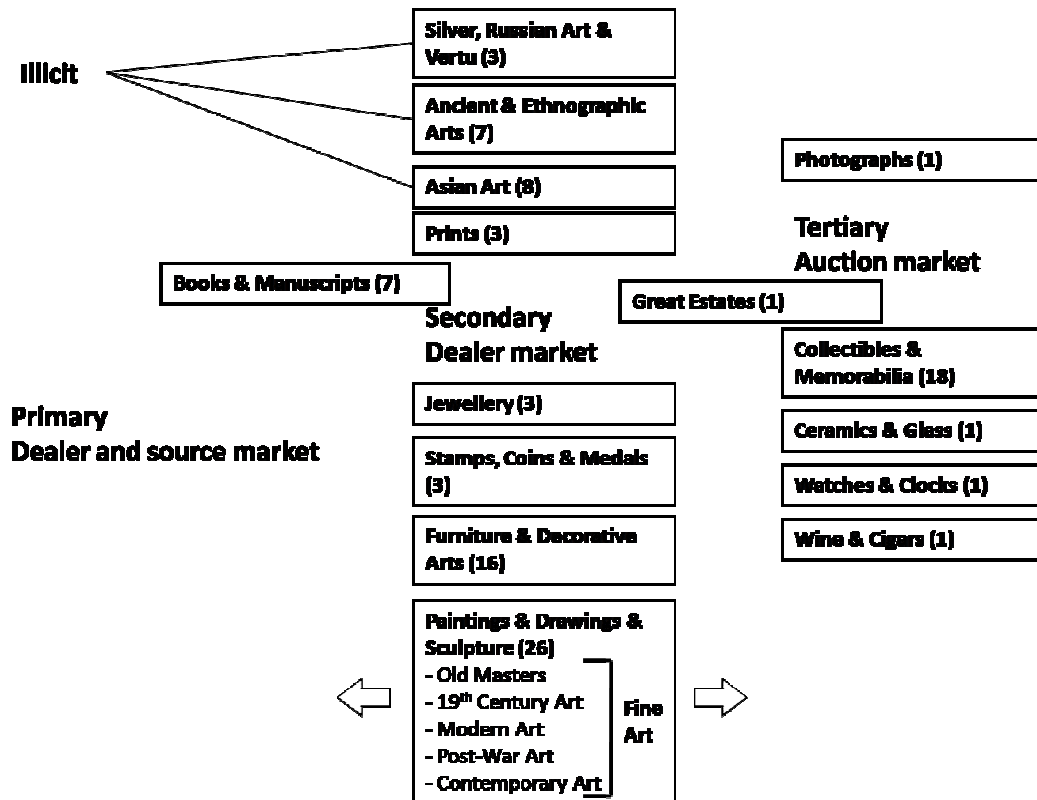 Illicit
Silver, Russian Art &
Vertu (3)
Ancient & Ethnographic
Arts (7)
Asian Art (8)
Prints (3)
Photographs (1)
Tertiary
Auction market
Books & Manuscripts (7)
Great Estates (1)
Secondary
Dealer market
Collectibles &
Memorabilia (18)
Primary
Dealer and source market
Jewellery (3)
Ceramics & Glass (1)
Stamps, Coins & Medals
(3)
Watches & Clocks (1)
Furniture & Decorative
Arts (16)
Wine & Cigars (1)
Paintings & Drawings &
Sculpture (26)
- Old Masters
- 19th Century Art
- Modern Art
- Post-War Art
- Contemporary Art
Fine
Art